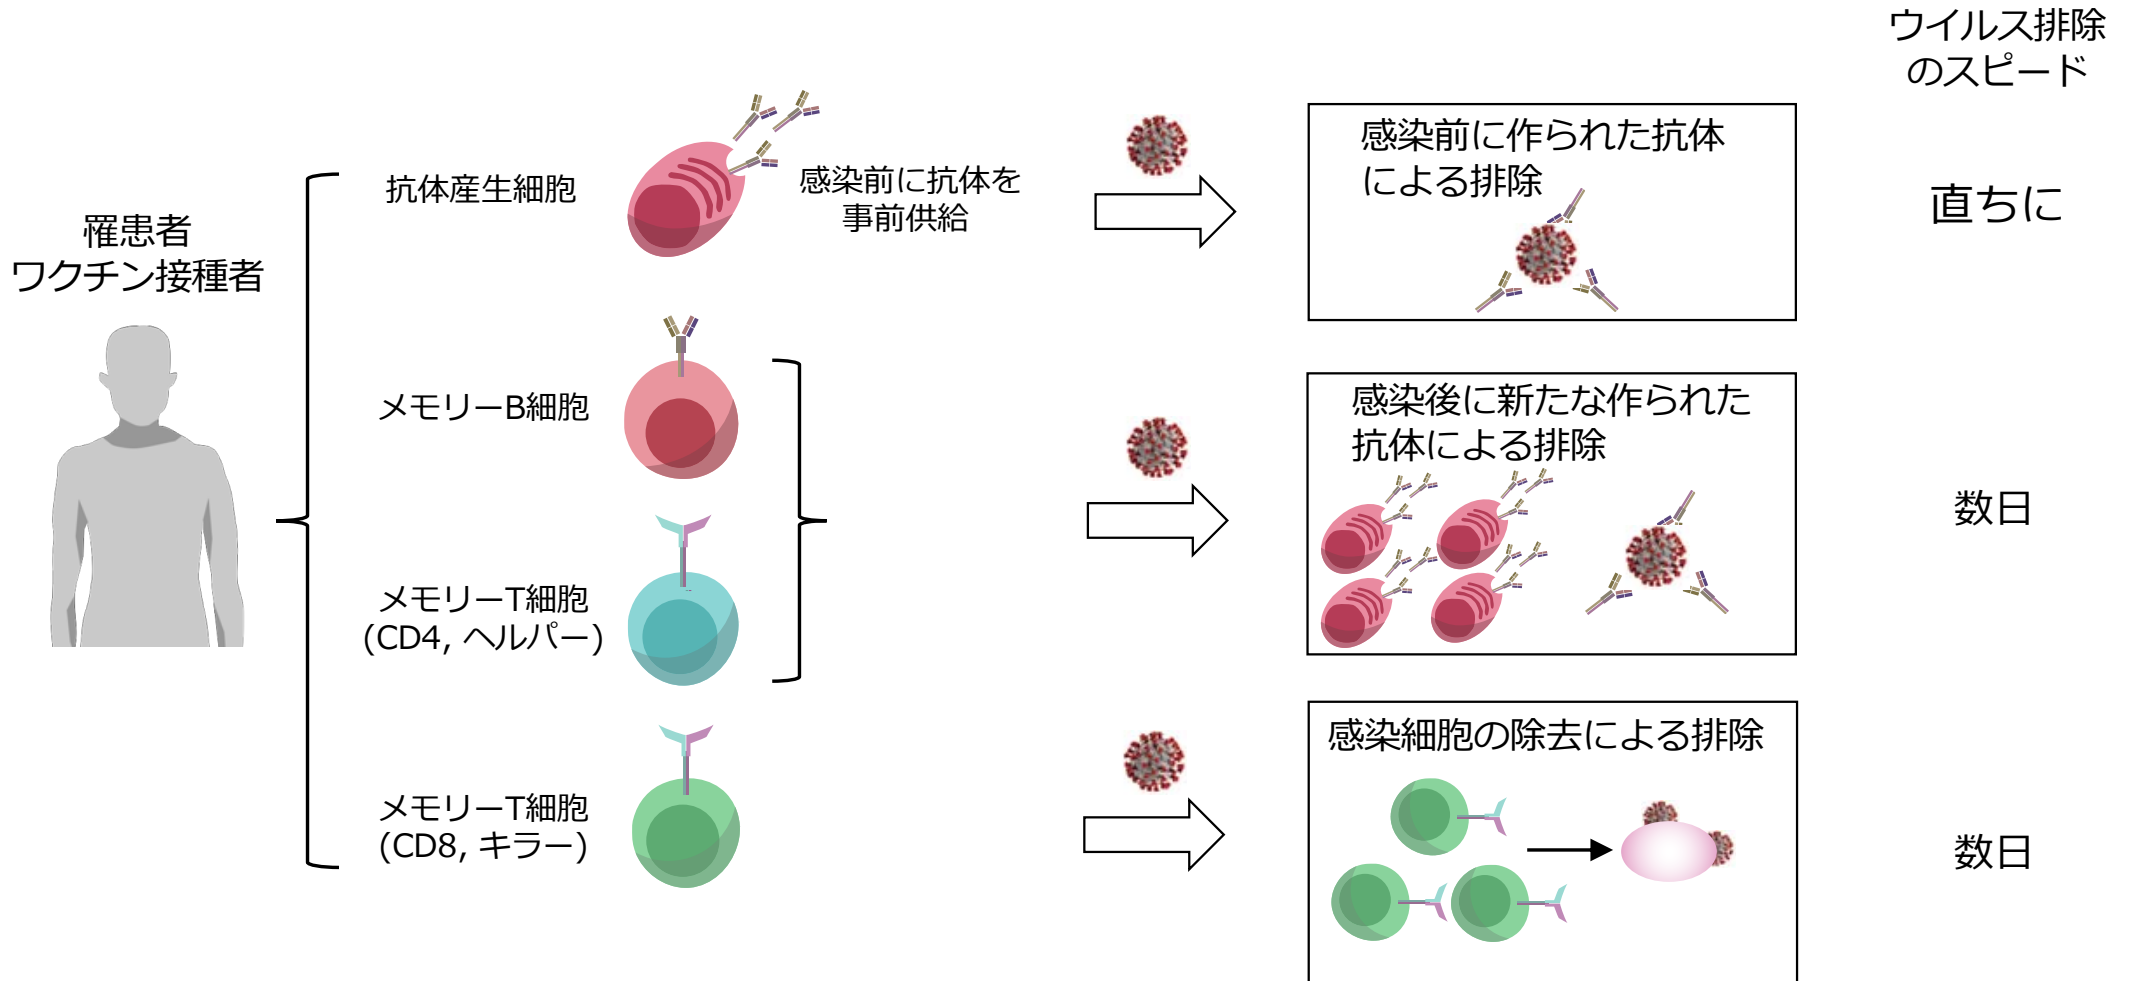 ウイルス排除
のスピード
罹患者
ワクチン接種者
抗体産生細胞
感染前に抗体を
事前供給
感染前に作られた抗体
による排除
直ちに
メモリーB細胞
メモリーT細胞
(CD4, ヘルパー)
感染後に新たな作られた
抗体による排除
数日
メモリーT細胞
(CD8, キラー)
感染細胞の除去による排除
数日